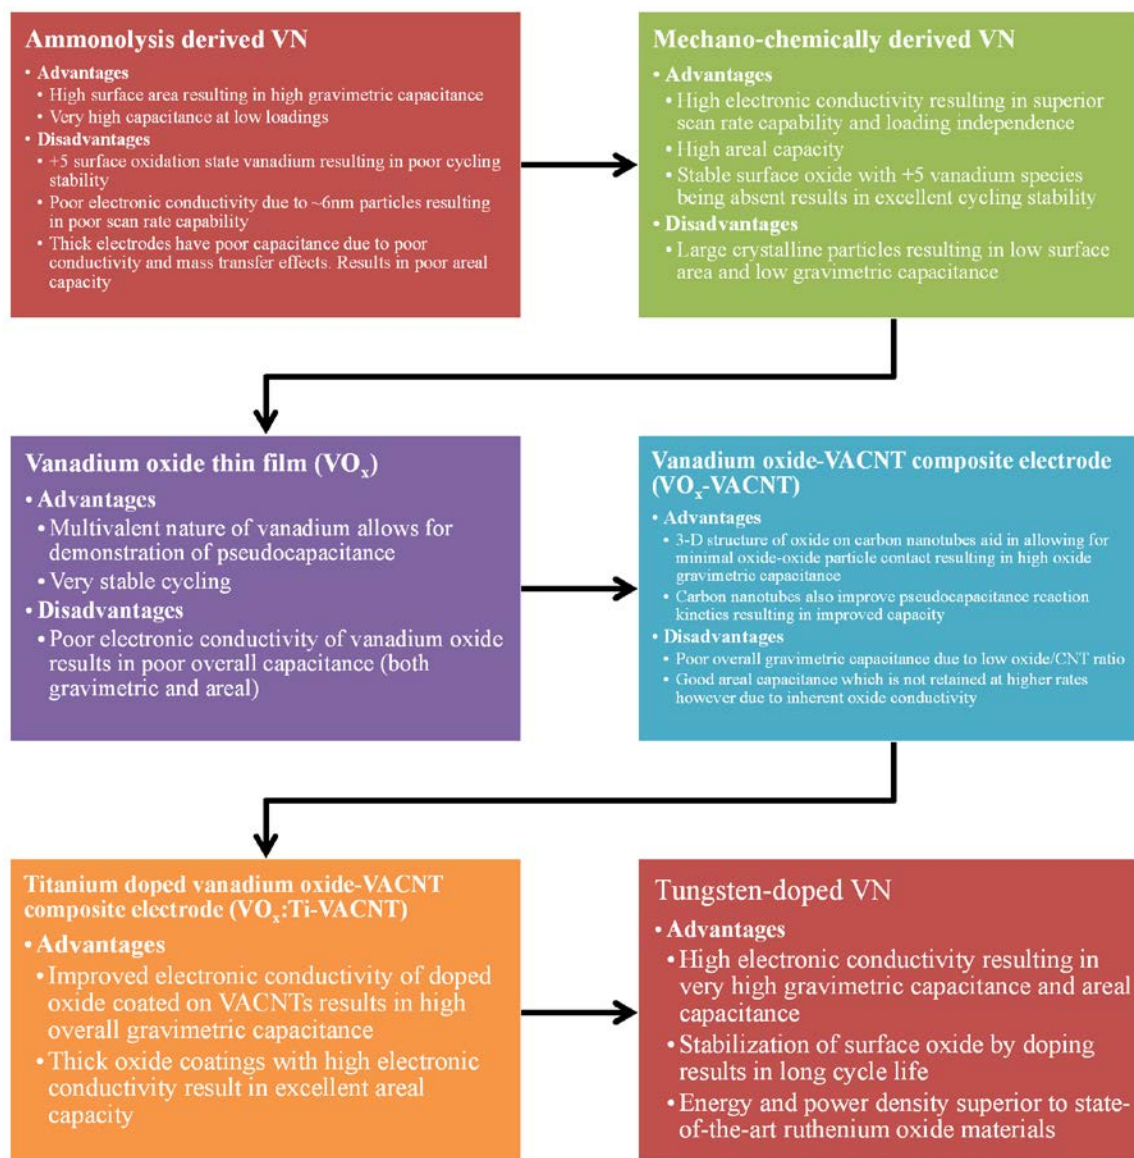 Ammonolysis derived VN
• Advantages
• High surface area resulting in high gravimetric capacitance
• Very high capacitance at low loadings
• Disadvantages
• +5 surface oxidation state vanadium resulting in poor cycling
stability
• Poor electronic conductivity due to ~6nm particles resulting
in poor scan rate capability
• Thick electrodes have poor capacitance due to poor
conductivity and mass transfer effects. Results in poor areal
capacity
Mechano-chemically derived VN
• Advantages
• High electronic conductivity resulting in superior
scan rate capability and loading independence
• High areal capacity
• Stable surface oxide with +5 vanadium species
being absent results in excellent cycling stability
• Disadvantages
• Large crystalline particles resulting in low surface
area and low gravimetric capacitance
Vanadium oxide thin film (VOx)
• Advantages
• Multivalent nature of vanadium allows for
demonstration of pseudocapacitance
• Very stable cycling
• Disadvantages
• Poor electronic conductivity of vanadium oxide
results in poor overall capacitance (both
gravimetric and areal)
Vanadium oxide-VACNT composite electrode
(VOx-VACNT)
• Advantages
• 3-D structure of oxide on carbon nanotubes aid in allowing for
minimal oxide-oxide particle contact resulting in high oxide
gravimetric capacitance
• Carbon nanotubes also improve pseudocapacitance reaction
kinetics resulting in improved capacity
• Disadvantages
• Poor overall gravimetric capacitance due to low oxide/CNT ratio
• Good areal capacitance which is not retained at higher rates
however due to inherent oxide conductivity
Titanium doped vanadium oxide-VACNT
composite electrode (VOx:Ti-VACNT)
• Advantages
• Improved electronic conductivity of doped
oxide coated on VACNTs results in high
overall gravimetric capacitance
• Thick oxide coatings with high electronic
conductivity result in excellent areal
capacity
Tungsten-doped VN
• Advantages
• High electronic conductivity resulting in
very high gravimetric capacitance and areal
capacitance
• Stabilization of surface oxide by doping
results in long cycle life
• Energy and power density superior to state-
of-the-art ruthenium oxide materials